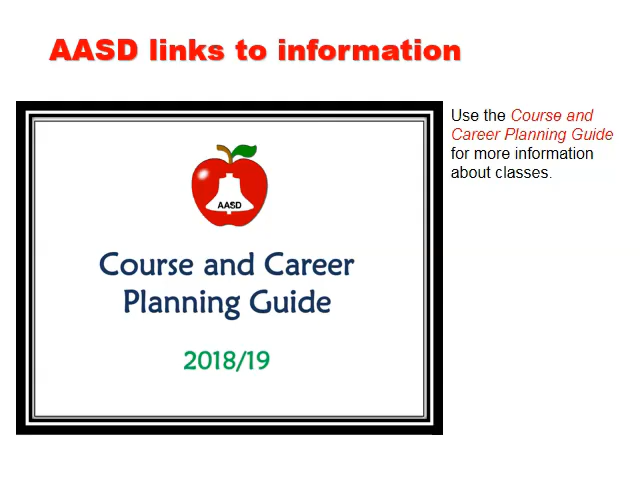 AASD links to information
Use the Course and
Career Planning Guide
for more information
about classes.
AASD
Course and Career
Planning Guide
2018/19